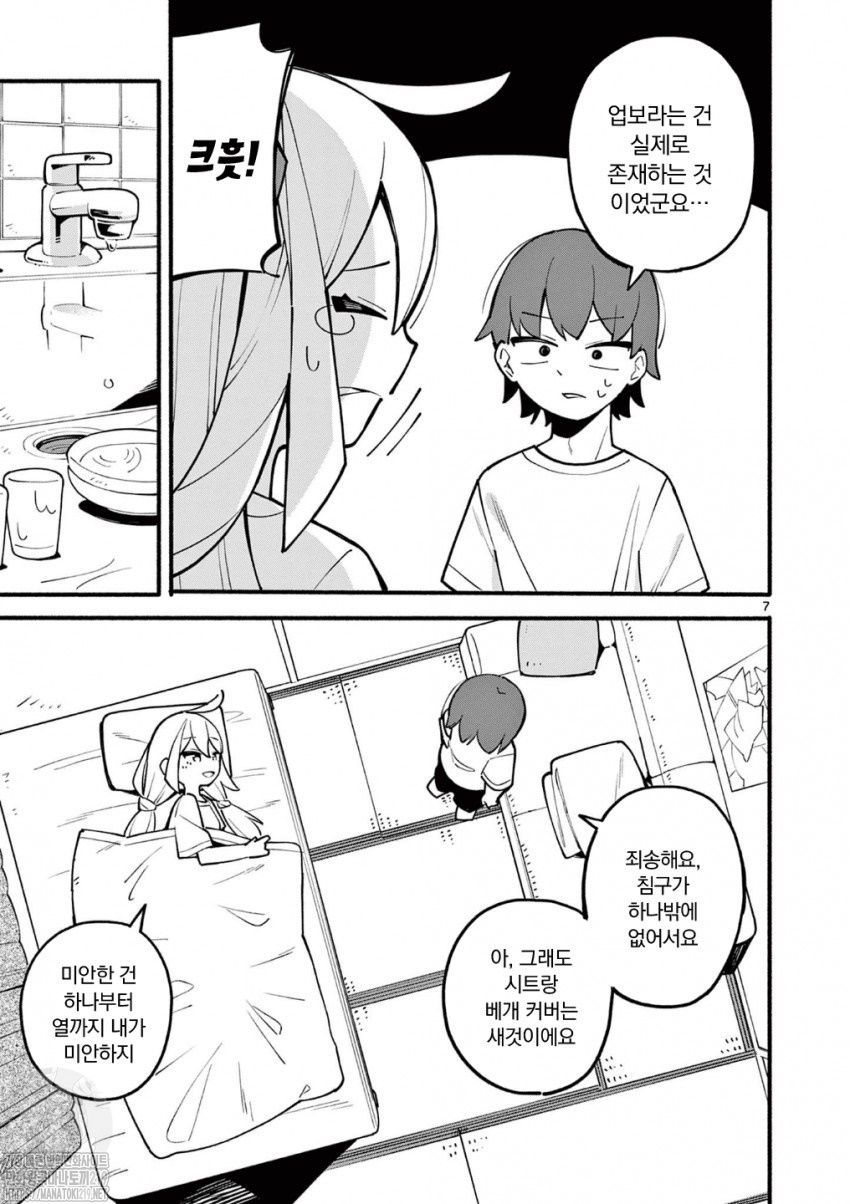 업보라는 건
실제로
존재하는 것
이었군요…
크흣!
7
죄송해요,
침구가
하나밖에
없어서요
아, 그래도
시트랑
베개 커버는
새것이에요
미안한 건
하나부터
열까지 내가
미안하지
HTTPS://MANATOKI219.NET